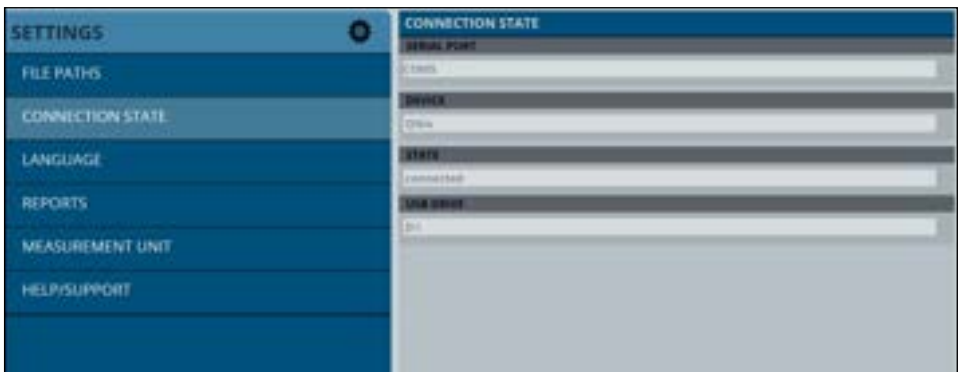 SETTINGS
FILE PATHS
CONNECTION STATE
LANGUAGE
REPORTS
MEASUREMENT UNIT
HELP/SUPPORT
CONNECTION STATE
SERIAL PORT
DEVICE
STATE
connected
USB DRIVE